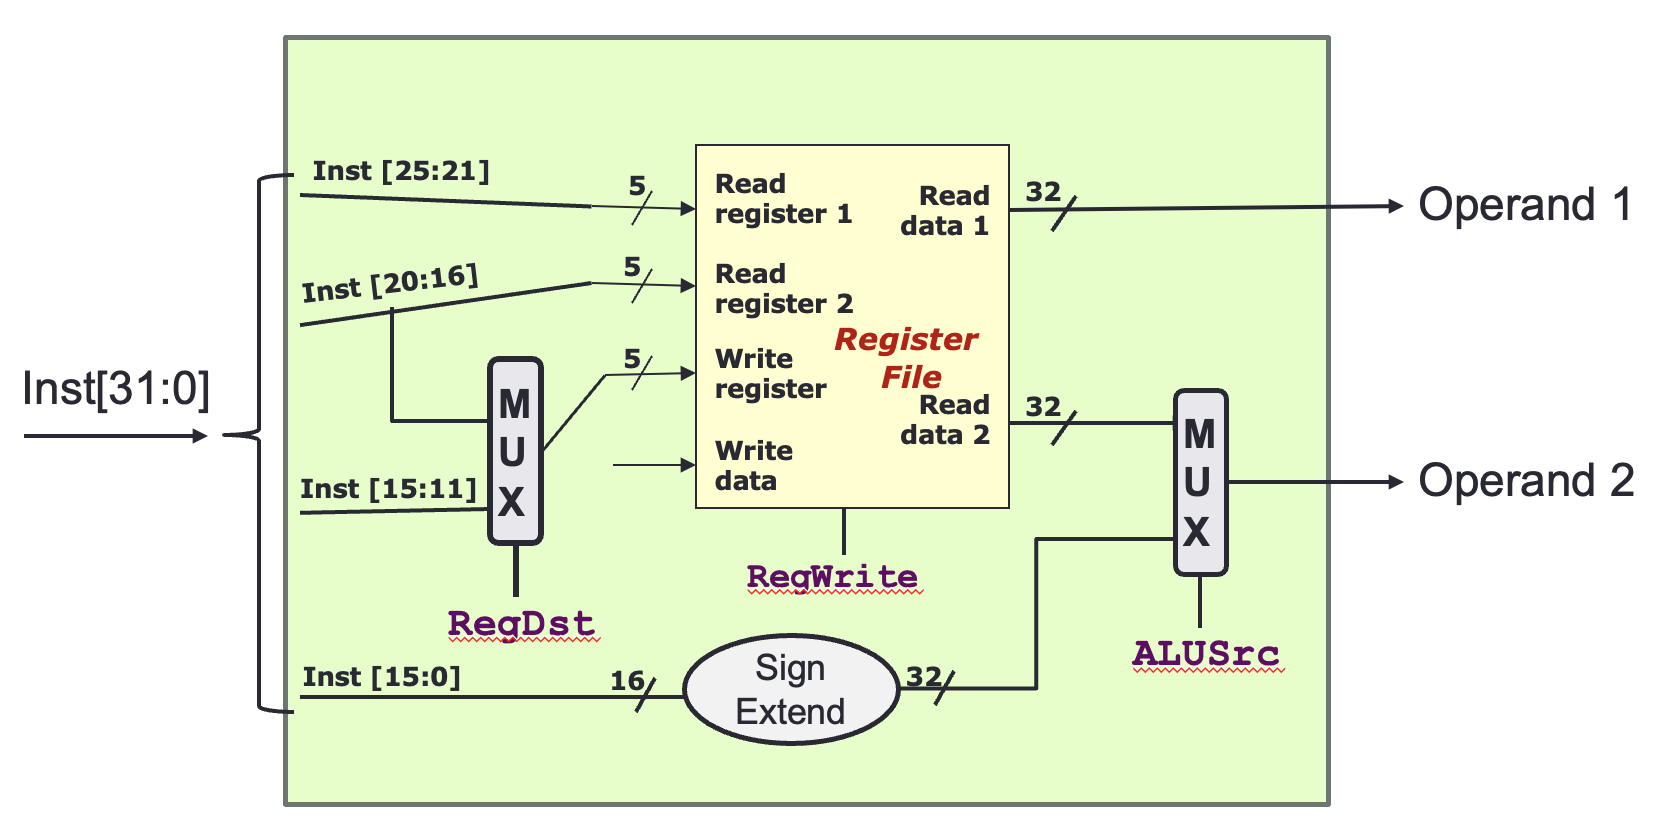 Inst[31:0]
Inst [25:21]
5
Inst [20:16]
5
5
M
U
X
Inst [15:11]
RegDst
Inst [15:0]
16
Sign
Extend
32
Read
register 1
Read
register 2
Write
register
Write
data
Register
File
Read
data 1
Read
data 2
RegWrite
32
32
M
U
X
ALUSrc
Operand 1
Operand 2